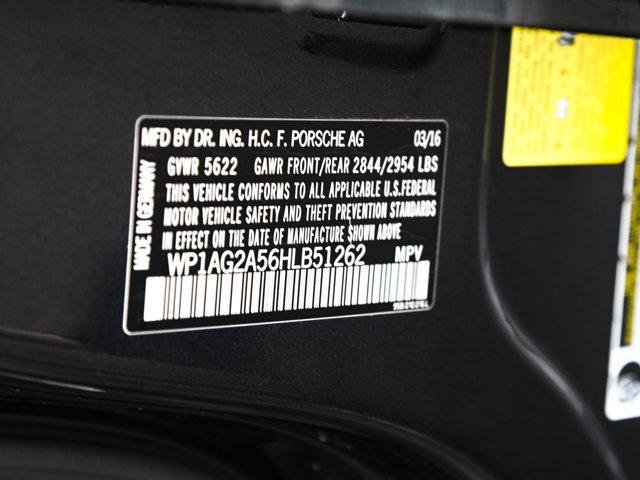 MFD BY DR. ING. H.C. F. PORSCHE AG 03/16
GVWR 5622 GAWR FRONT/REAR 2844/2954 LBS
THIS VEHICLE CONFORMS TO ALL APPLICABLE U.S. FEDERAL
MOTOR VEHICLE SAFETY AND THEFT PREVENTION STANDARDS
IN EFFECT ON THE DATE OF MANUFACTURE SHOWN ABOVE
WP1AG2A56HLB51262 MPV
MADE IN GERMANY